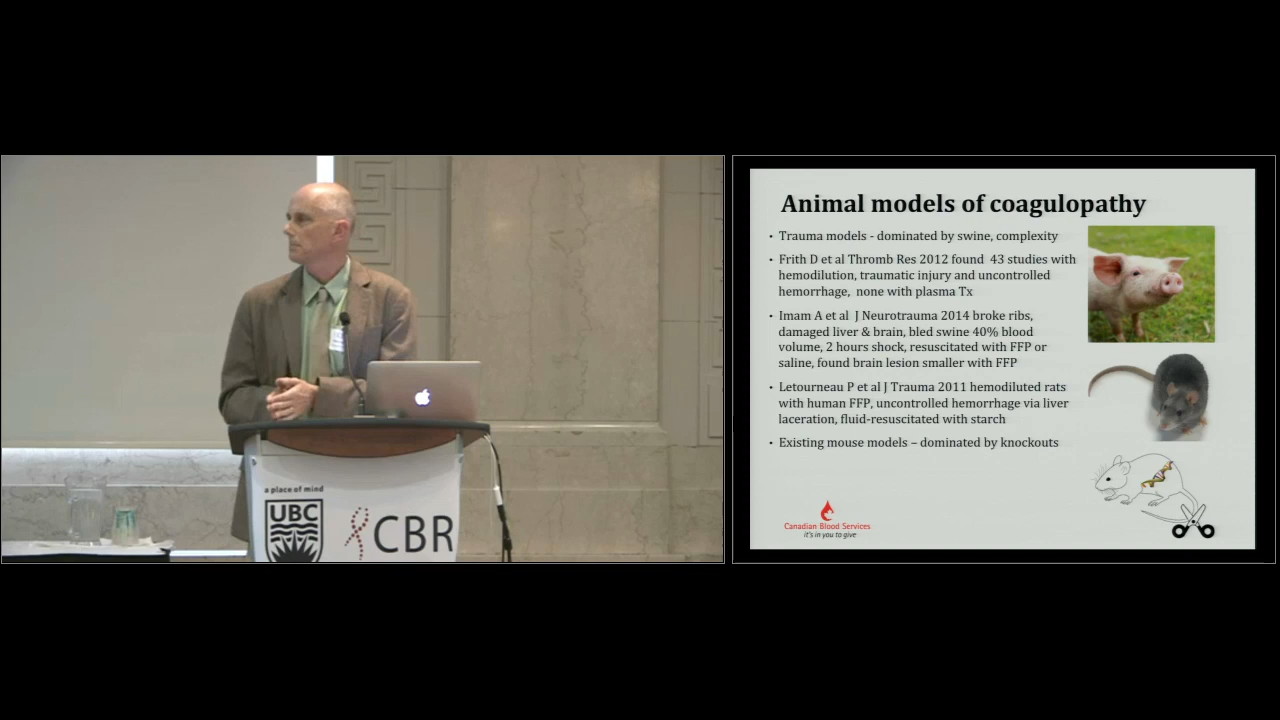 a place of mind
UBC
CBR
Animal models of coagulopathy
• Trauma models - dominated by swine, complexity
• Frith D et al Thromb Res 2012 found 43 studies with
hemodilution, traumatic injury and uncontrolled
hemorrhage, none with plasma Tx
• Imam A et al J Neurotrauma 2014 broke ribs,
damaged liver & brain, bled swine 40% blood
volume, 2 hours shock, resuscitated with FFP or
saline, found brain lesion smaller with FFP
• Letourneau P et al J Trauma 2011 hemodiluted rats
with human FFP, uncontrolled hemorrhage via liver
laceration, fluid-resuscitated with starch
• Existing mouse models – dominated by knockouts
Canadian Blood Services
it's in you to give